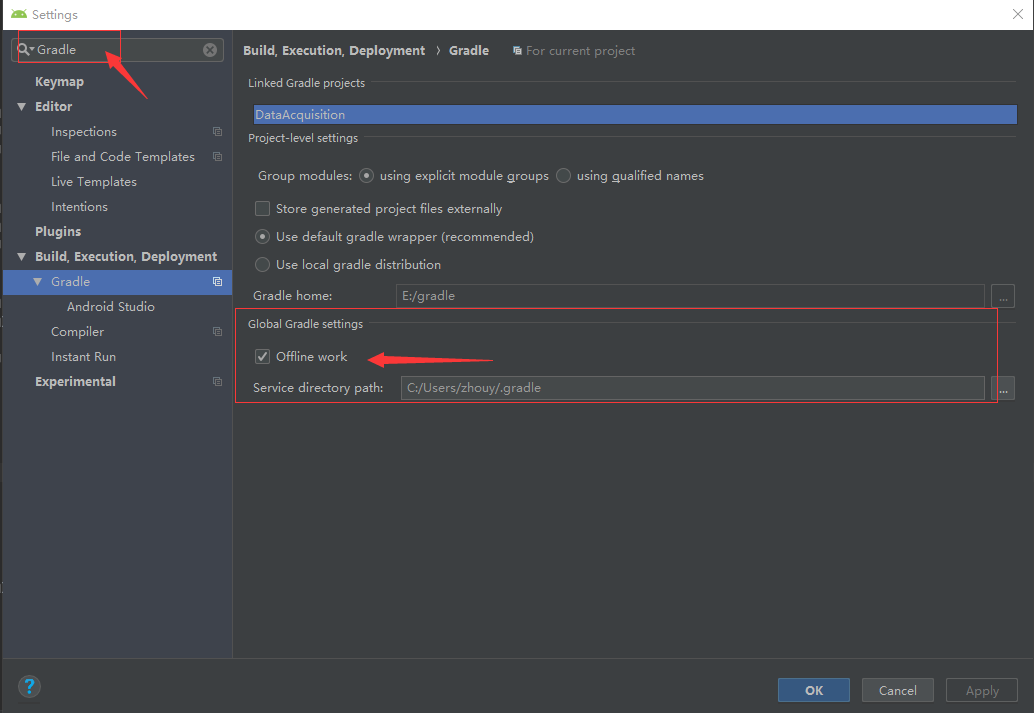 Settings
Gradle
Keymap
Editor
Inspections
File and Code Templates
Live Templates
Intentions
Plugins
Build, Execution, Deployment
Gradle
Android Studio
Compiler
Instant Run
Experimental
Build, Execution, Deployment › Gradle For current project
Linked Gradle projects
DataAcquisition
Project-level settings
Group modules: using explicit module groups using qualified names
Store generated project files externally
Use default gradle wrapper (recommended)
Use local gradle distribution
Gradle home: E:/gradle ...
Global Gradle settings
Offline work
Service directory path: C:/Users/zhouy/.gradle ...
? OK Cancel Apply